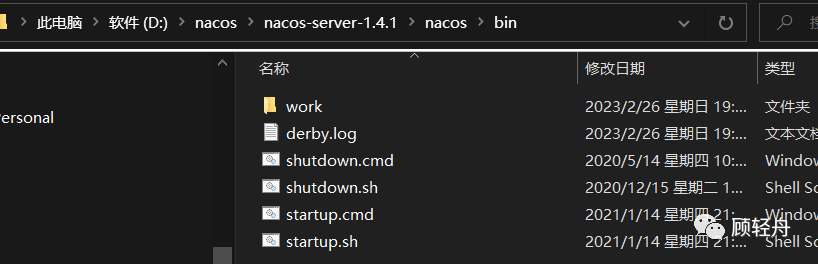 此电脑 软件 (D:) nacos nacos-server-1.4.1 nacos bin
名称 修改日期 类型
work 2023/2/26 星期日 19:... 文件夹
ersonal
derby.log 2023/2/26 星期日 19:... 文本文档
shutdown.cmd 2020/5/14 星期四 10:... Window
shutdown.sh 2020/12/15 星期二 1... Shell Sc
startup.cmd 2021/1/14 星期四 21:... Window
startup.sh 2021/1/14 星期四 21:... Shell Sc
顾轻舟